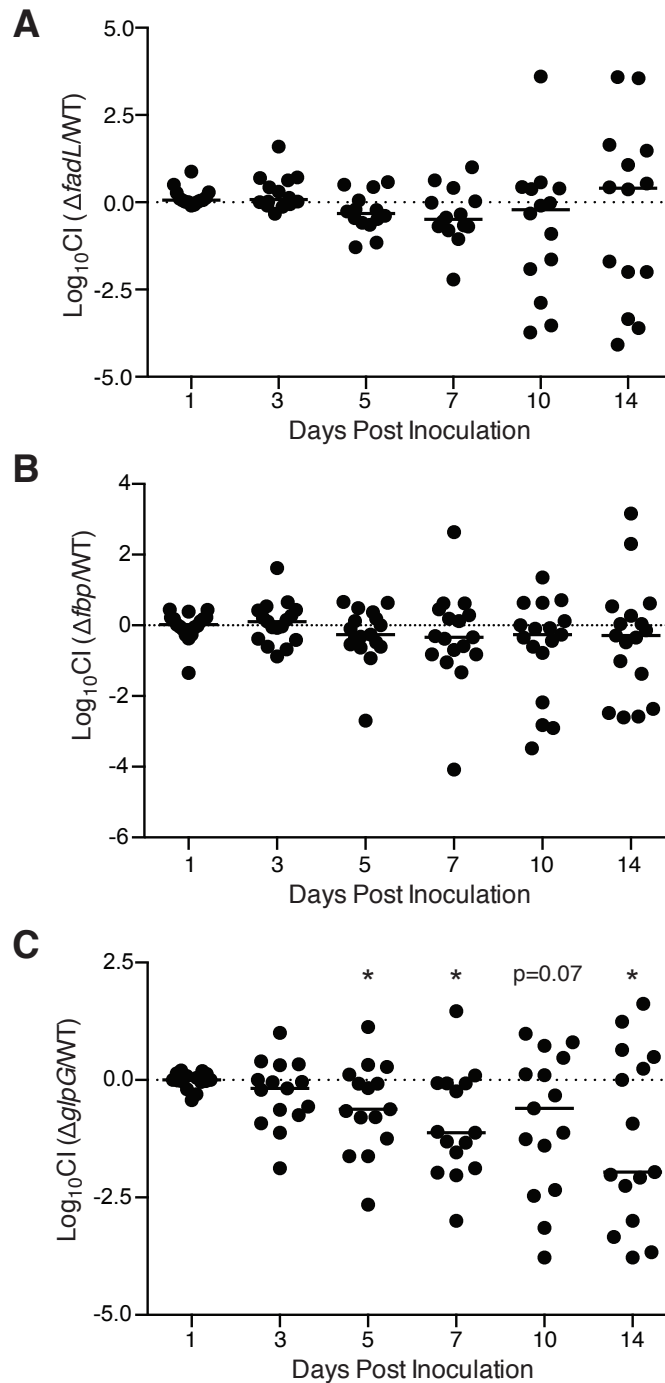 A
Log₁₀CI (ΔfadL/WT)
5.0
2.5
0.0
-2.5
-5.0
1 3 5 7 10 14
Days Post Inoculation
B
Log₁₀CI (Δfbp/WT)
4
2
0
-2
-4
-6
1 3 5 7 10 14
Days Post Inoculation
C
Log₁₀CI (ΔglpG/WT)
2.5
* * p=0.07 *
0.0
-2.5
-5.0
1 3 5 7 10 14
Days Post Inoculation